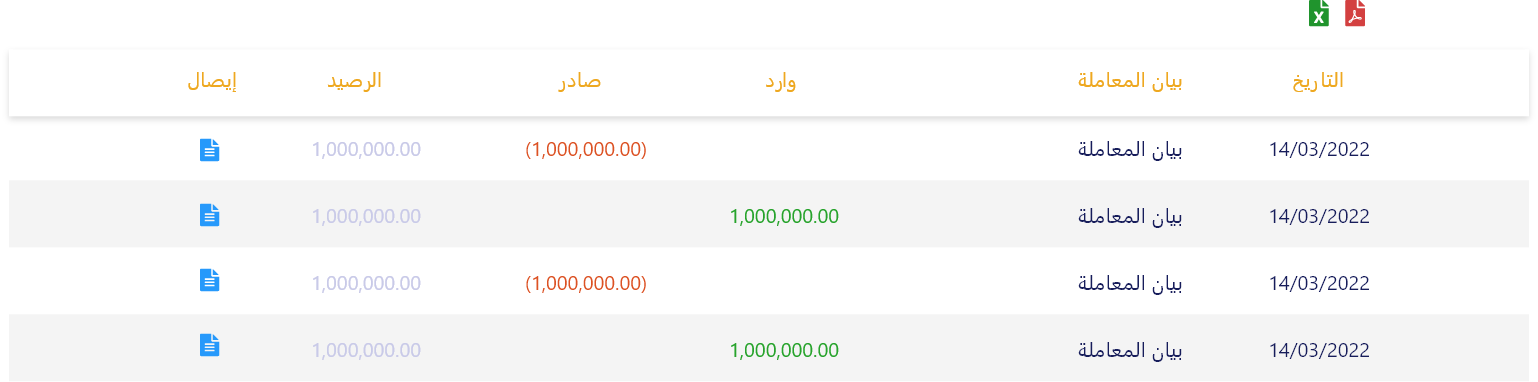 التاريخ بيان المعاملة وارد صادر الرصيد إيصال
14/03/2022 بيان المعاملة (1,000,000.00) 1,000,000.00
14/03/2022 بيان المعاملة 1,000,000.00 1,000,000.00
14/03/2022 بيان المعاملة (1,000,000.00) 1,000,000.00
14/03/2022 بيان المعاملة 1,000,000.00 1,000,000.00